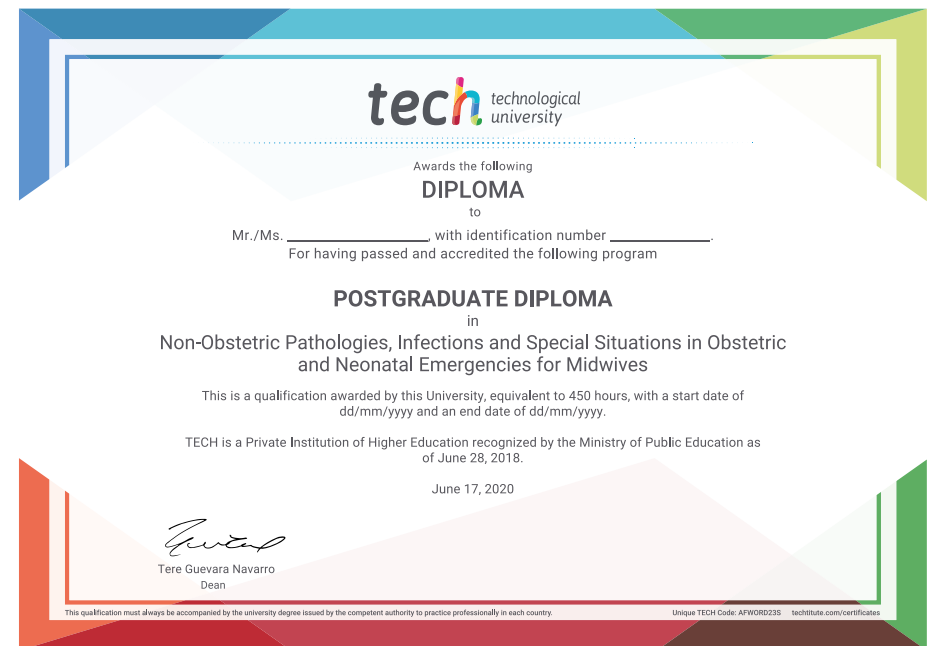 tech technological
university
Awards the following
DIPLOMA
to
Mr./Ms. ____________, with identification number ____________.
For having passed and accredited the following program
POSTGRADUATE DIPLOMA
in
Non-Obstetric Pathologies, Infections and Special Situations in Obstetric
and Neonatal Emergencies for Midwives
This is a qualification awarded by this University, equivalent to 450 hours, with a start date of
dd/mm/yyyy and an end date of dd/mm/yyyy.
TECH is a Private Institution of Higher Education recognized by the Ministry of Public Education as
of June 28, 2018.
June 17, 2020
Tere Guevara Navarro
Dean
This qualification must always be accompanied by the university degree issued by the competent authority to practice professionally in each country. Unique TECH Code: AFWORD23S techtitute.com/certificates